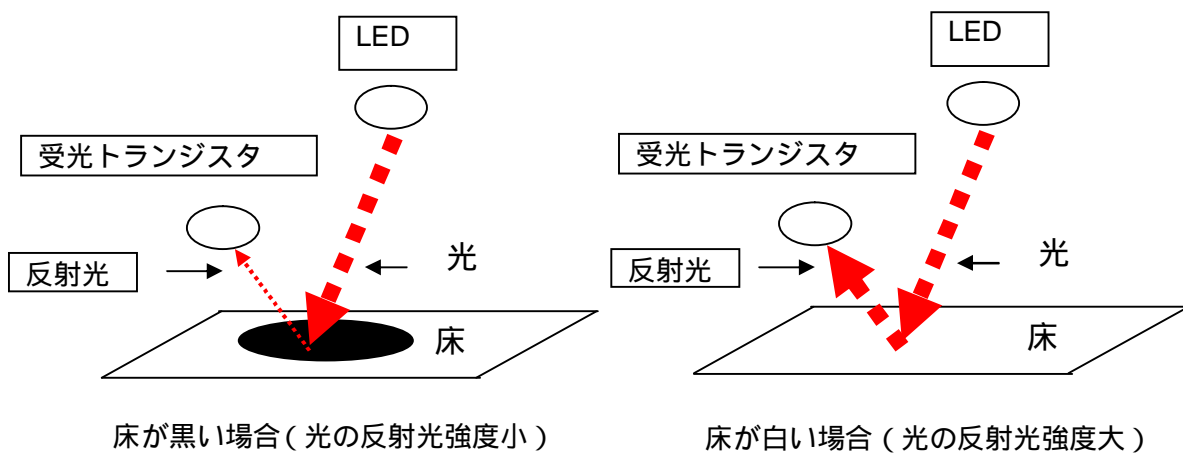 LED
受光トランジスタ
反射光
光
床
床が黒い場合(光の反射光強度小)
LED
受光トランジスタ
反射光
光
床
床が白い場合(光の反射光強度大)